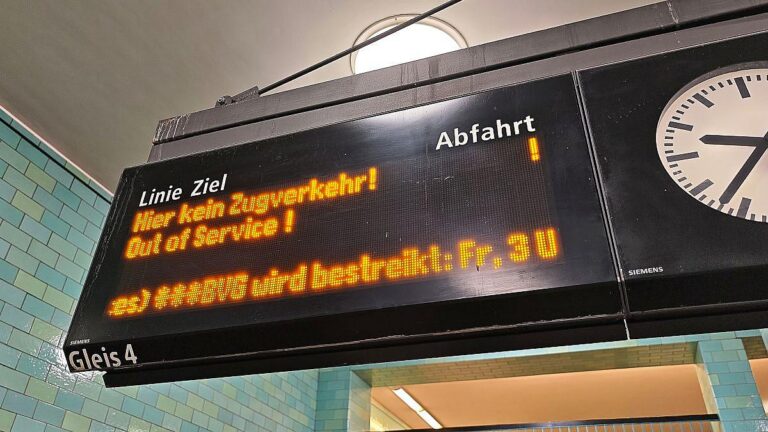 Linie Ziel Abfahrt
Hier kein Zugverkehr! !
Out of Service !
:es) ***BVG wird bestreikt: Fr, 3 U
SIEMENS
SIEMENS
Gleis 4